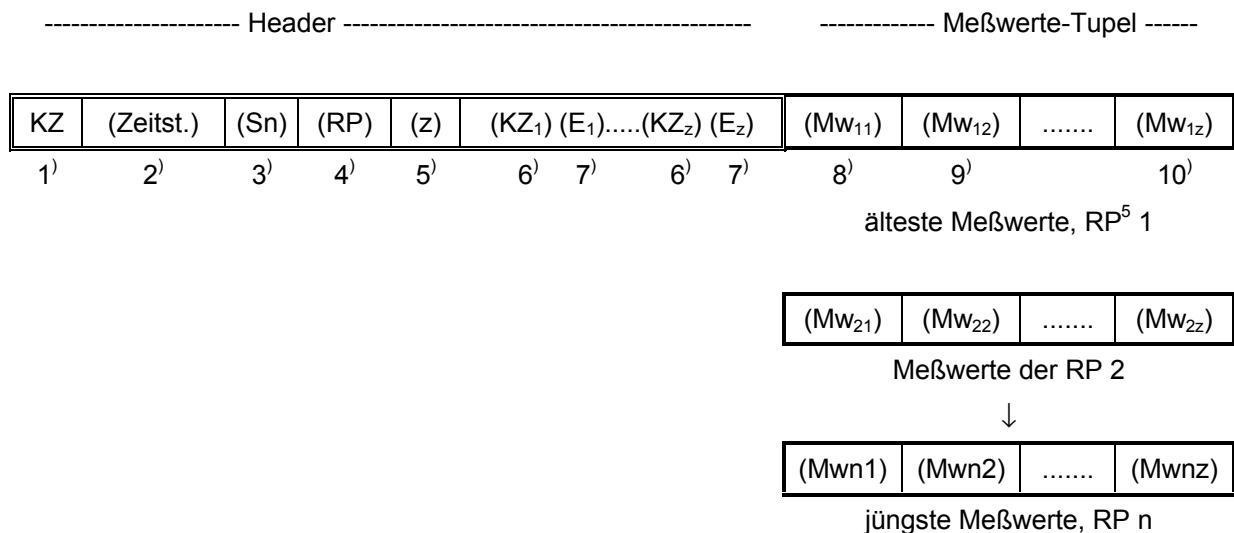 ---------------------- Header ---------------------------------------------- ------------- Meßwerte-Tupel ------
KZ (Zeitst.) (Sn) (RP) (z) (KZ₁) (E₁).....(KZ_z) (E_z) (Mw₁₁) (Mw₁₂) ....... (Mw₁z)
1) 2) 3) 4) 5) 6) 7) 6) 7) 8) 9) 10)
älteste Meßwerte, RP⁵ 1
(Mw₂₁) (Mw₂₂) ....... (Mw₂z)
Meßwerte der RP 2
↓
(Mwn1) (Mwn2) ....... (Mwnz)
jüngste Meßwerte, RP n